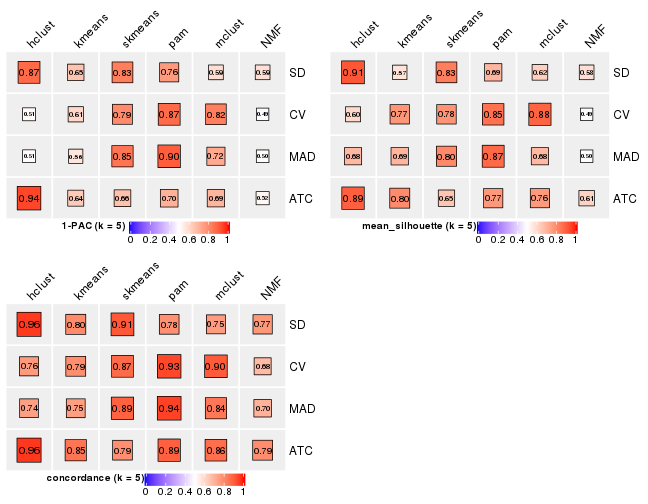 hclust kmeans skmeans pam mclust NMF
0.87 0.65 0.83 0.76 0.59 0.59 SD
0.51 0.61 0.79 0.87 0.82 0.49 CV
0.51 0.56 0.85 0.90 0.72 0.50 MAD
0.94 0.64 0.66 0.70 0.69 0.52 ATC
1-PAC (k = 5)
0 0.2 0.4 0.6 0.8 1
hclust kmeans skmeans pam mclust NMF
0.91 0.57 0.83 0.69 0.62 0.58 SD
0.60 0.77 0.78 0.85 0.88 0.49 CV
0.68 0.69 0.80 0.87 0.68 0.50 MAD
0.89 0.80 0.65 0.77 0.76 0.61 ATC
mean_silhouette (k = 5)
0 0.2 0.4 0.6 0.8 1
hclust kmeans skmeans pam mclust NMF
0.96 0.80 0.91 0.78 0.75 0.77 SD
0.76 0.79 0.87 0.93 0.90 0.68 CV
0.74 0.75 0.89 0.94 0.84 0.70 MAD
0.96 0.85 0.79 0.89 0.86 0.79 ATC
concordance (k = 5)
0 0.2 0.4 0.6 0.8 1